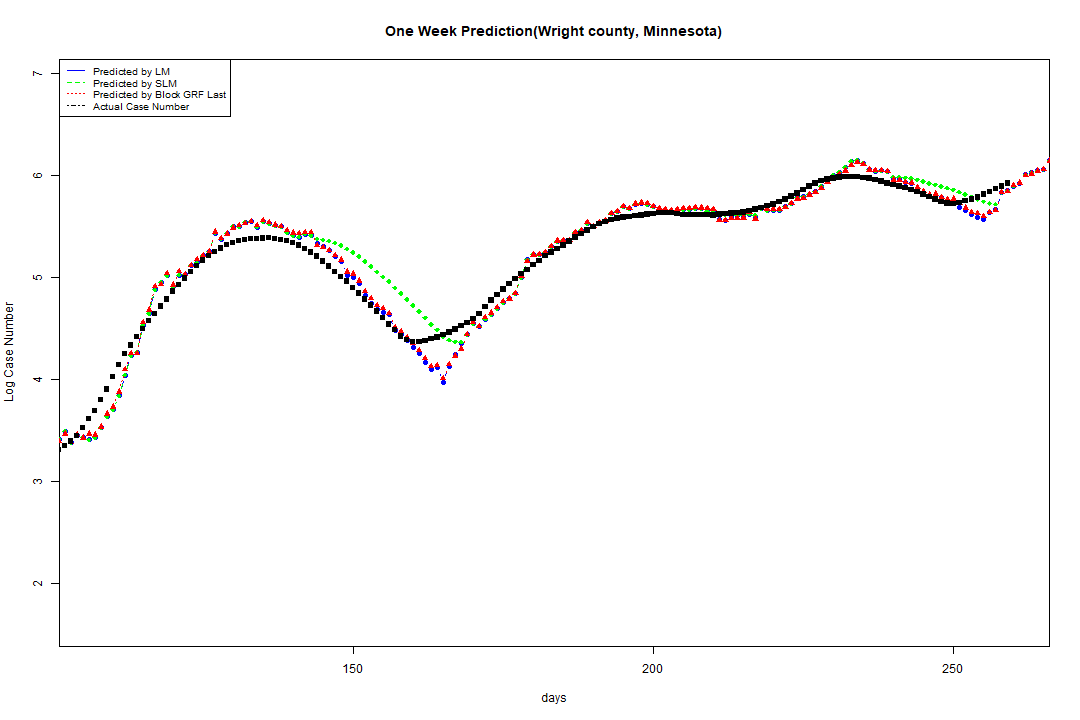 One Week Prediction(Wright county, Minnesota)
Predicted by LM
Predicted by SLM
Predicted by Block GRF Last
Actual Case Number
7
6
5
4
3
2
Log Case Number
150 200 250
days